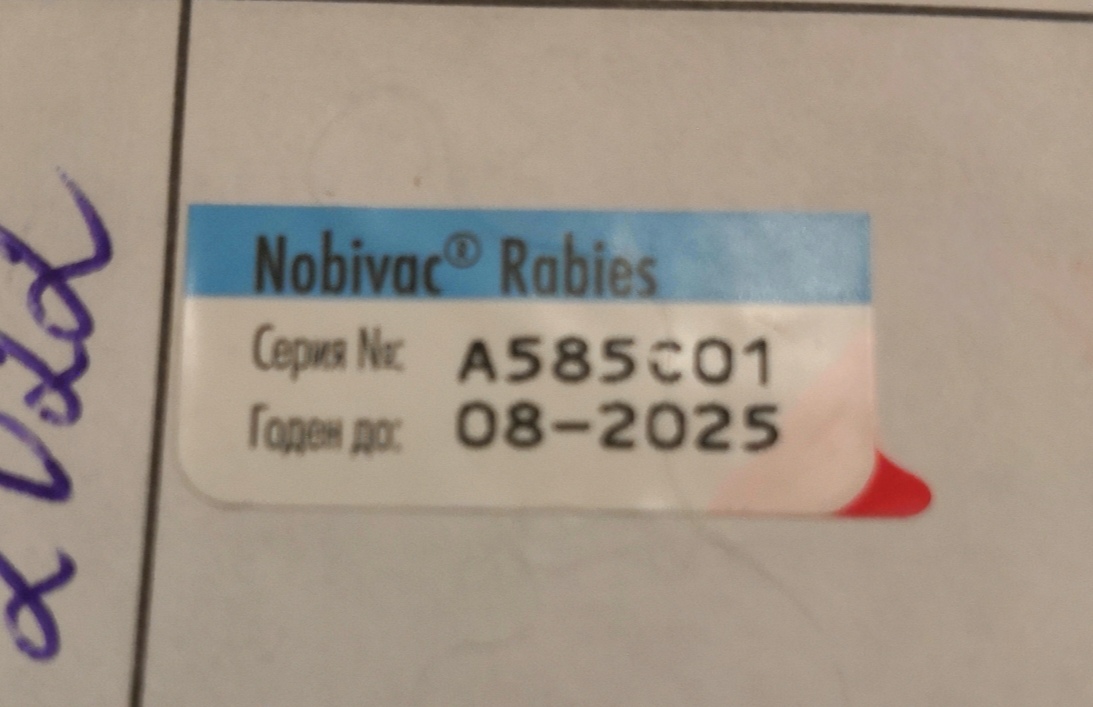 Nobivac® Rabies
Серия №: A585C01
Годен до: 08-2025